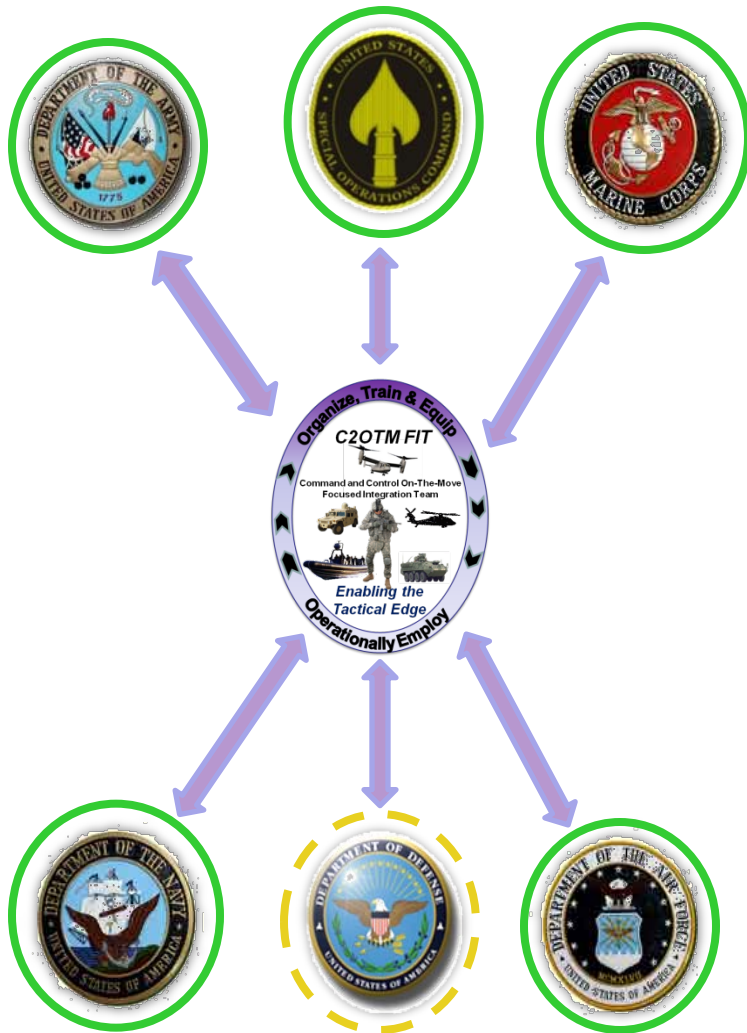 DEPARTMENT OF THE ARMY
1775
UNITED STATES OF AMERICA
UNITED STATES
SPECIAL OPERATIONS COMMAND
UNITED STATES
MARINE CORPS
Organize, Train & Equip
C2OTM FIT
Command and Control On-The-Move
Focused Integration Team
Enabling the
Tactical Edge
Operationally Employ
DEPARTMENT OF THE NAVY
UNITED STATES OF AMERICA
DEPARTMENT OF DEFENSE
UNITED STATES OF AMERICA
DEPARTMENT OF THE AIR FORCE
MCMXLVII
UNITED STATES OF AMERICA